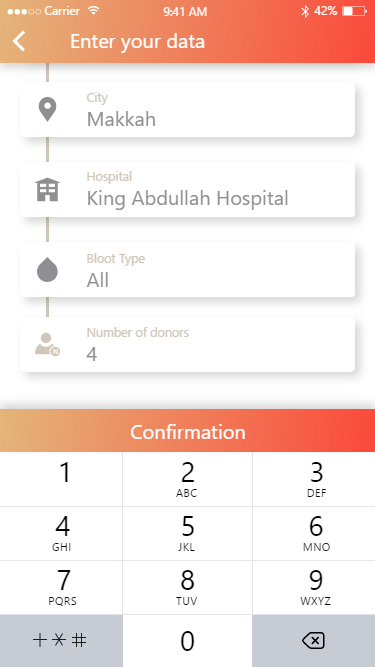 Carrier 9:41 AM 42%
Enter your data
City
Makkah
Hospital
King Abdullah Hospital
Bloot Type
All
Number of donors
4
Confirmation
1 2 3
ABC DEF
4 5 6
GHI JKL MNO
7 8 9
PQRS TUV WXYZ
+*# 0